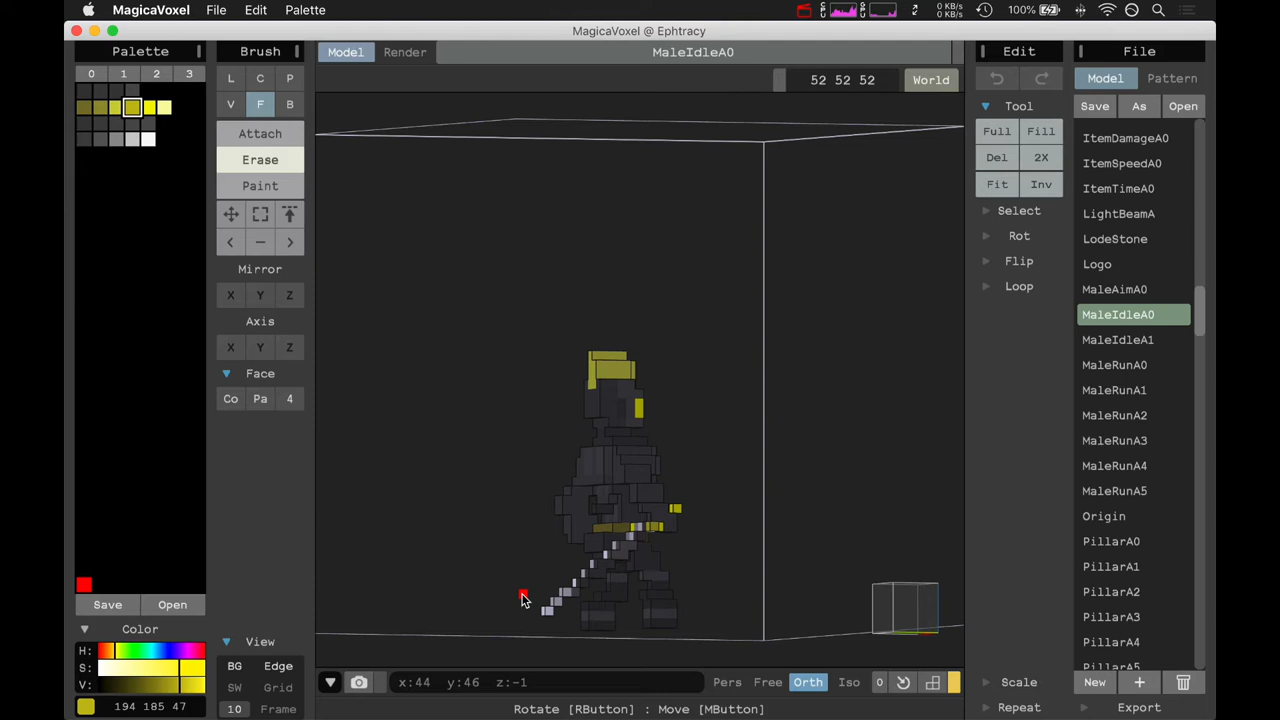 MagicaVoxel File Edit Palette
CPU GPU 0 KB/s 0 KB/s 100%
MagicaVoxel @ Ephtracy
Palette Brush Model Render MaleIdleA0 Edit File
0 1 2 3
L C P
52 52 52 World
Model Pattern
V F B
Tool
Save As Open
Attach
Full Fill
ItemDamageA0
Erase
Del 2X
ItemSpeedA0
Paint
Fit Inv
ItemTimeA0
Select
LightBeamA
Rot
LodeStone
Mirror
Flip
Logo
X Y Z
Loop
MaleAimA0
Axis
MaleIdleA0
X Y Z
MaleIdleA1
Face
MaleRunA0
Co Pa 4
MaleRunA1
MaleRunA2
MaleRunA3
MaleRunA4
MaleRunA5
Origin
PillarA0
PillarA1
PillarA2
Save Open
PillarA3
Color
View
PillarA4
H:
BG Edge
PillarA5
S:
SW Grid
x:44 y:46 z:-1 Pers Free Orth Iso 0
Scale
New +
V:
194 185 47
10 Frame
Rotate [RButton] : Move [MButton]
Repeat
Export